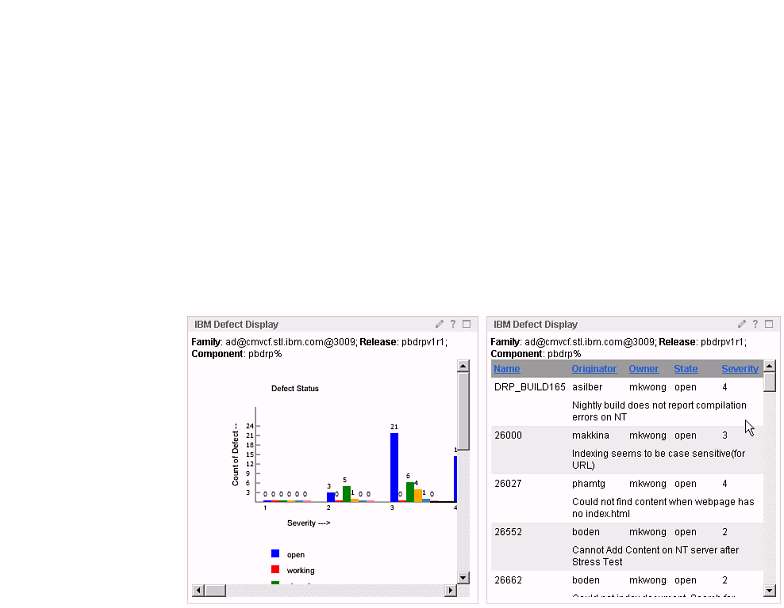 IBM Defect Display
Family: ad@cmvcf.stl.ibm.com@3009; Release: pbdrpv1r1;
Component: pbdrp%
Defect Status
Count of Defect --
24
21
18
15
12
9
6
3
0 0 0 0 0 0
3 0 5 1 0 0
21 0 6 4 1 0
1 2 3 4
Severity --->
open
working
IBM Defect Display
Family: ad@cmvcf.stl.ibm.com@3009; Release: pbdrpv1r1;
Component: pbdrp%
Name Originator Owner State Severity
DRP_BUILD165 asilber mkwong open 4
Nightly build does not report compilation
errors on NT
26000 makkina mkwong open 3
Indexing seems to be case sensitive(for
URL)
26027 phamtg mkwong open 4
Could not find content when webpage has
no index.html
26552 boden mkwong open 2
Cannot Add Content on NT server after
Stress Test
26662 boden mkwong open 2
Could not index document. Search for